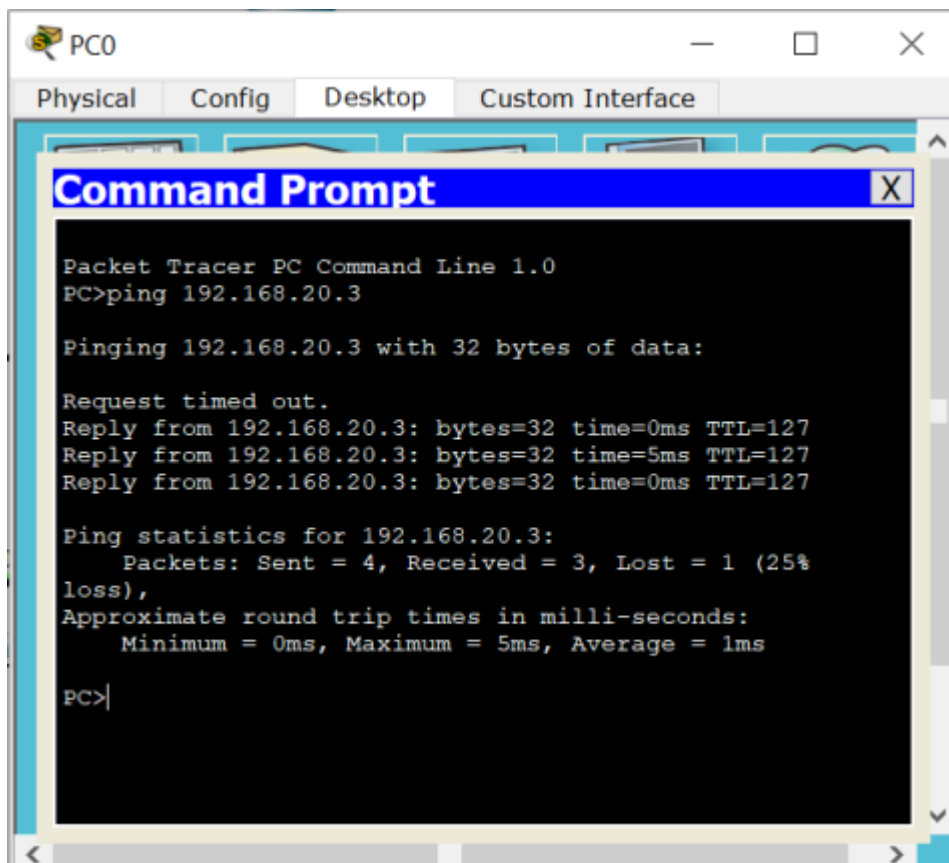 PC0
Physical Config Desktop Custom Interface
Command Prompt
X
Packet Tracer PC Command Line 1.0
PC>ping 192.168.20.3
Pinging 192.168.20.3 with 32 bytes of data:
Request timed out.
Reply from 192.168.20.3: bytes=32 time=0ms TTL=127
Reply from 192.168.20.3: bytes=32 time=5ms TTL=127
Reply from 192.168.20.3: bytes=32 time=0ms TTL=127
Ping statistics for 192.168.20.3:
Packets: Sent = 4, Received = 3, Lost = 1 (25%
loss),
Approximate round trip times in milli-seconds:
Minimum = 0ms, Maximum = 5ms, Average = 1ms
PC>